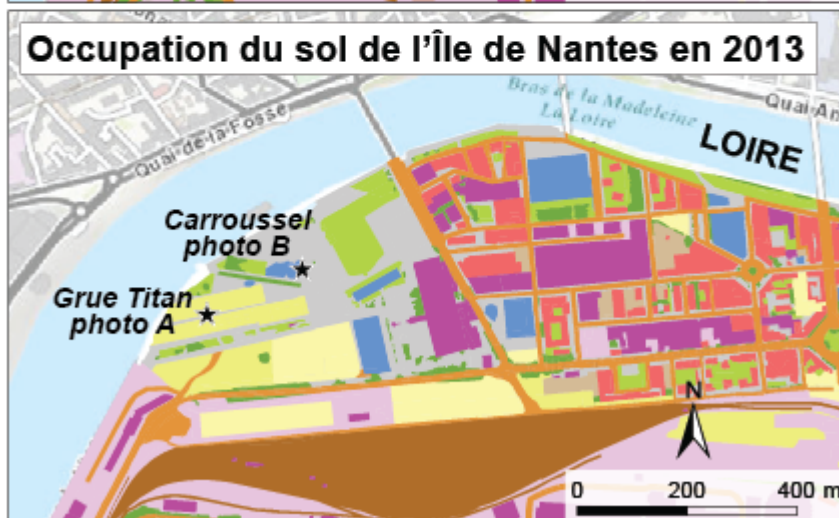 Occupation du sol de l'Île de Nantes en 2013
Quai-de-la-Fosse
Bras de la Madeleine
La Loire
Quai-An
LOIRE
Carroussel
photo B
Grue Titan
photo A
N
0 200 400 m